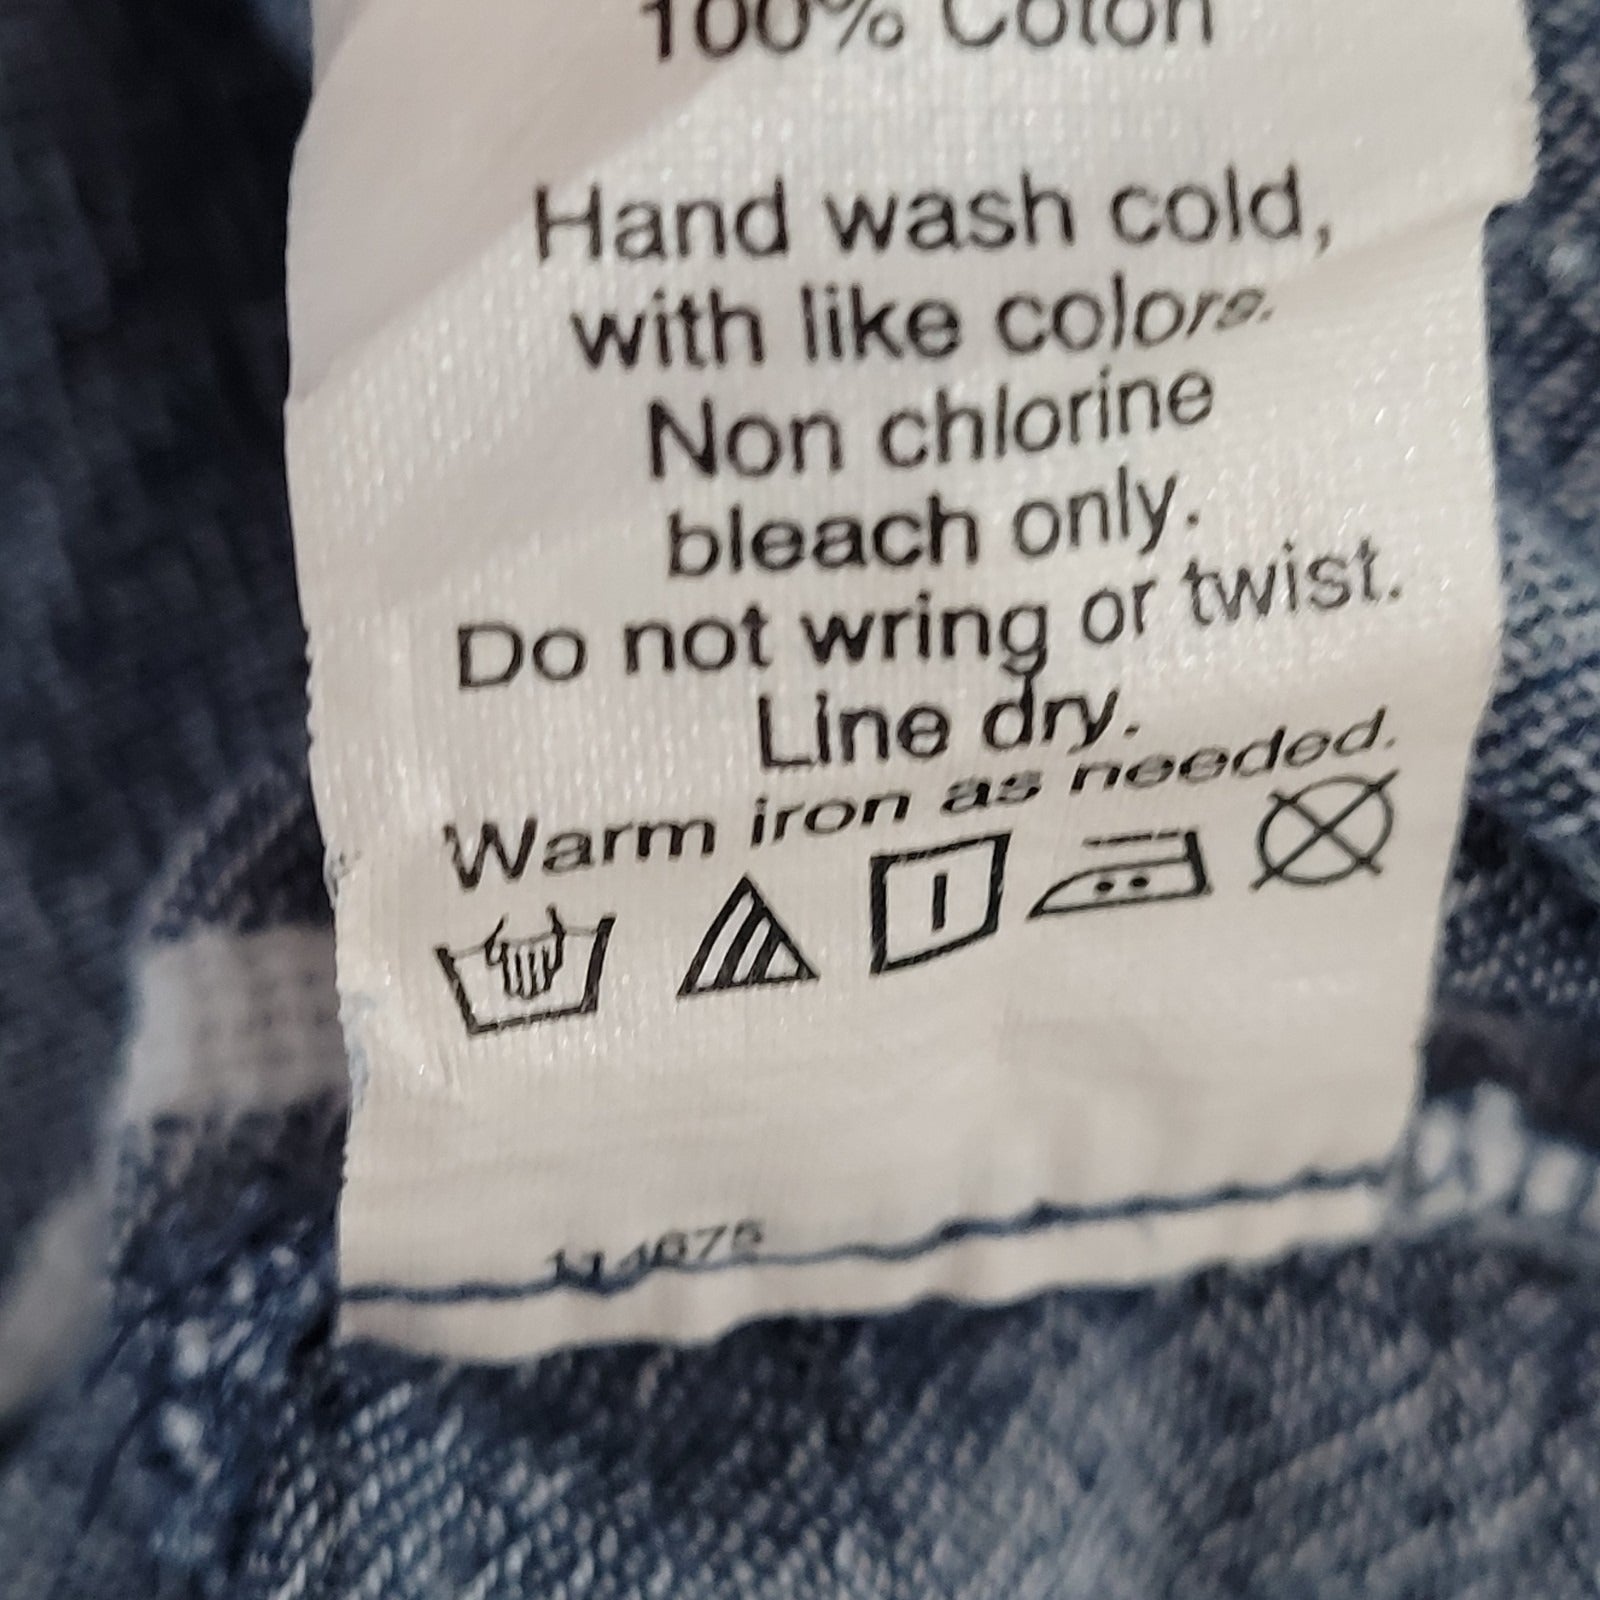 100% Coton
Hand wash cold,
with like colors.
Non chlorine
bleach only.
Do not wring or twist.
Line dry.
Warm iron as needed.